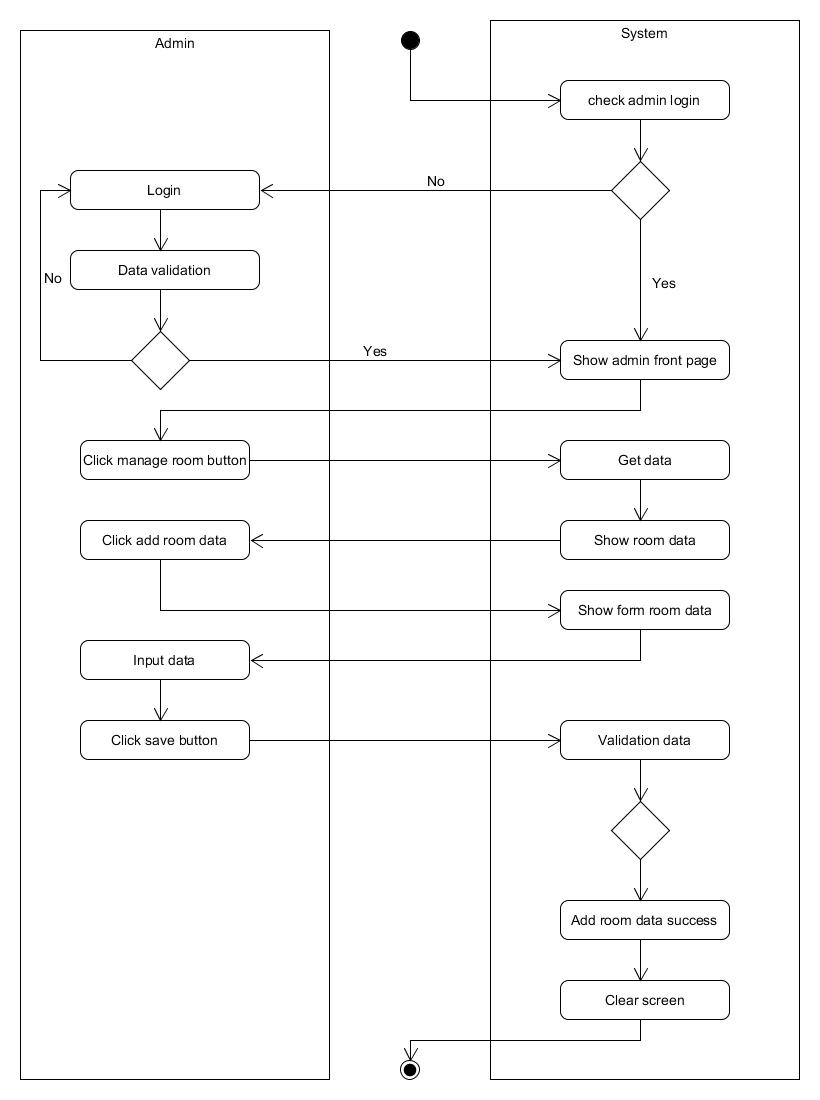 Admin
System
check admin login
Login
No
Data validation
No
Yes
Yes
Show admin front page
Click manage room button
Get data
Click add room data
Show room data
Show form room data
Input data
Click save button
Validation data
Add room data success
Clear screen